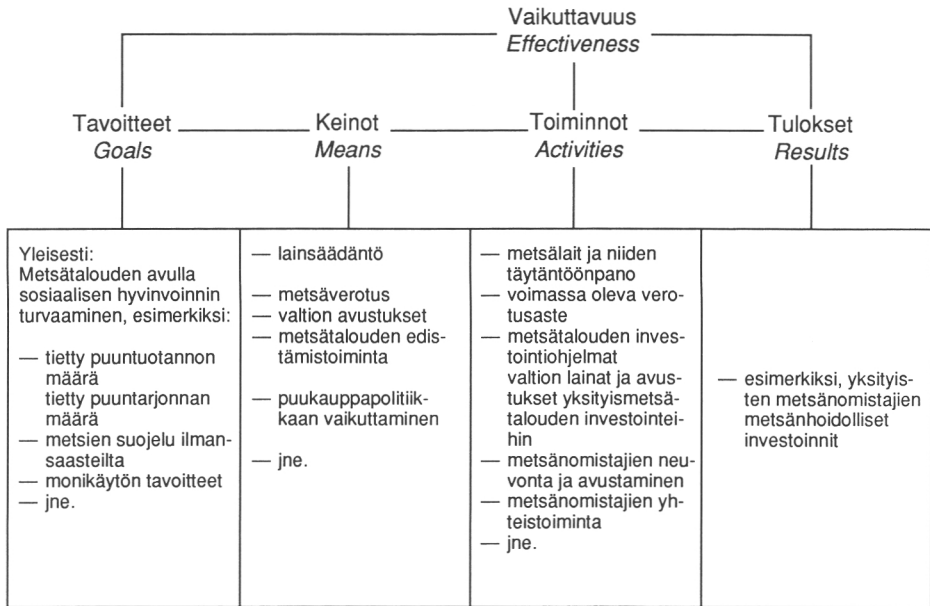 Vaikuttavuus
Effectiveness
Tavoitteet
Goals
Keinot
Means
Toiminnot
Activities
Tulokset
Results
Yleisesti:
Metsätalouden avulla
sosiaalisen hyvinvoinnin
turvaaminen, esimerkiksi:
— tietty puuntuotannon
määrä
tietty puuntarjonnan
määrä
— metsien suojelu ilman-
saasteilta
— monikäytön tavoitteet
— jne.
— lainsäädäntö
— metsäverotus
— valtion avustukset
— metsätalouden edis-
tämistoiminta
— puukauppapolitiik-
kaan vaikuttaminen
— jne.
— metsälait ja niiden
täytäntöönpano
— voimassa oleva vero-
tusaste
— metsätalouden inves-
tointiohjelmat
valtion lainat ja avus-
tukset yksityismetsä-
talouden investointei-
hin
— metsänomistajien neu-
vonta ja avustaminen
— metsänomistajien yh-
teistoiminta
— jne.
— esimerkiksi, yksityis-
ten metsänomistajien
metsänhoidolliset
investoinnit